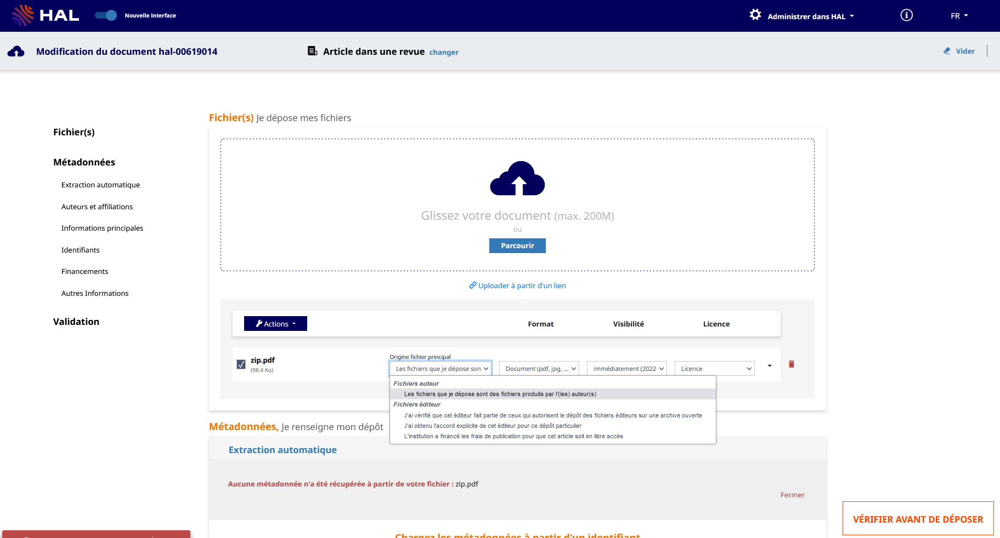 HAL
Nouvelle interface
Administrer dans HAL
FR
Modification du document hal-00619014
Article dans une revue changer
Vider
Fichier(s)
Métadonnées
Extraction automatique
Auteurs et affiliations
Informations principales
Identifiants
Financements
Autres Informations
Validation
Fichier(s) Je dépose mes fichiers
Glissez votre document (max. 200M)
ou
Parcourir
Uploader à partir d'un lien
Actions
Format
Visibilité
Licence
zip.pdf
(98.4 Ko)
Origine fichier principal
Les fichiers que je dépose son
Document (pdf, jpg, ...
immédiatement (2022
Licence
Fichiers auteur
Les fichiers que je dépose sont des fichiers produits par l'(les) auteur(s)
Fichiers éditeur
J'ai vérifié que cet éditeur fait partie de ceux qui autorisent le dépôt des fichiers éditeurs sur une archive ouverte
J'ai obtenu l'accord explicite de cet éditeur pour ce dépôt particulier
L'institution a financé les frais de publication pour que cet article soit en libre accès
Métadonnées, Je renseigne mon dépôt
Extraction automatique
Aucune métadonnée n'a été récupérée à partir de votre fichier : zip.pdf
Fermer
VÉRIFIER AVANT DE DÉPOSER
Chargez les métadonnées à partir d'un identifiant